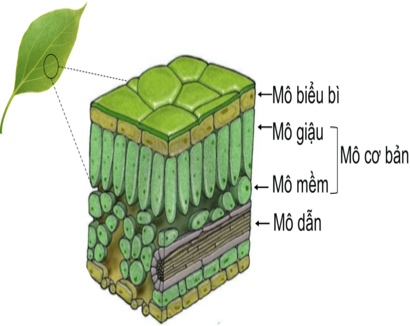 Mô biểu bì
Mô giậu
Mô cơ bản
Mô mềm
Mô dẫn